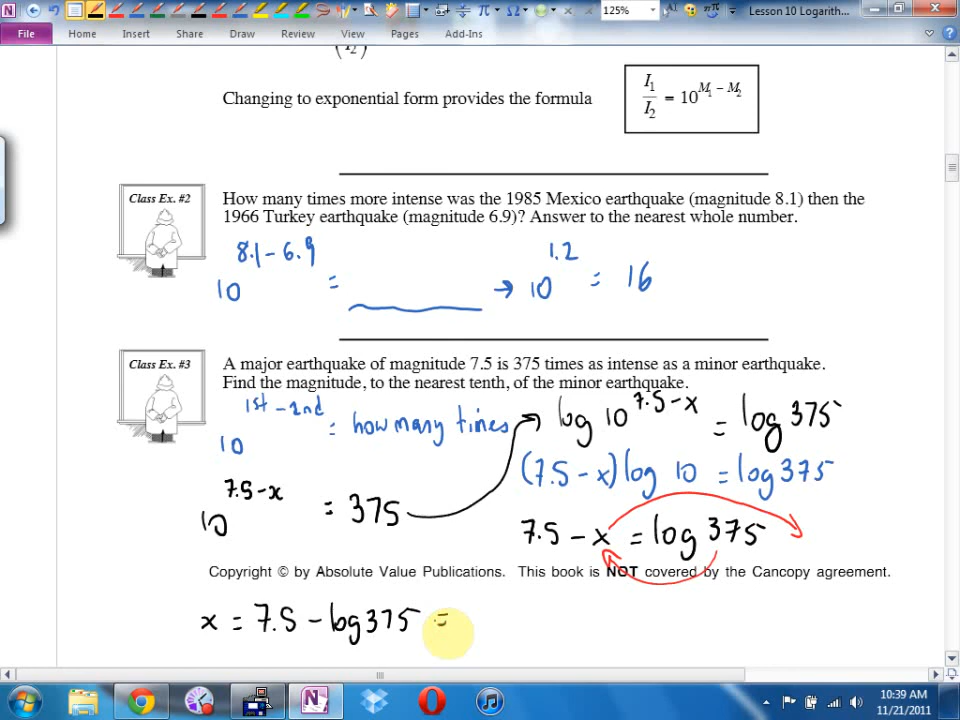 125%
Lesson 10 Logarith...
File Home Insert Share Draw Review View Pages Add-Ins
I₂
Changing to exponential form provides the formula
I₁/I₂ = 10^(M₁ − M₂)
Class Ex. #2
How many times more intense was the 1985 Mexico earthquake (magnitude 8.1) then the
1966 Turkey earthquake (magnitude 6.9)? Answer to the nearest whole number.
10^(8.1 − 6.9) = → 10^(1.2) = 16
Class Ex. #3
A major earthquake of magnitude 7.5 is 375 times as intense as a minor earthquake.
Find the magnitude, to the nearest tenth, of the minor earthquake.
10^(1st − 2nd) = how many times
10^(7.5−x) = 375
log 10^(7.5−x) = log 375
(7.5 − x) log 10 = log 375
7.5 − x = log 375
Copyright © by Absolute Value Publications. This book is NOT covered by the Cancopy agreement.
x = 7.5 − log 375 =
10:39 AM
11/21/2011